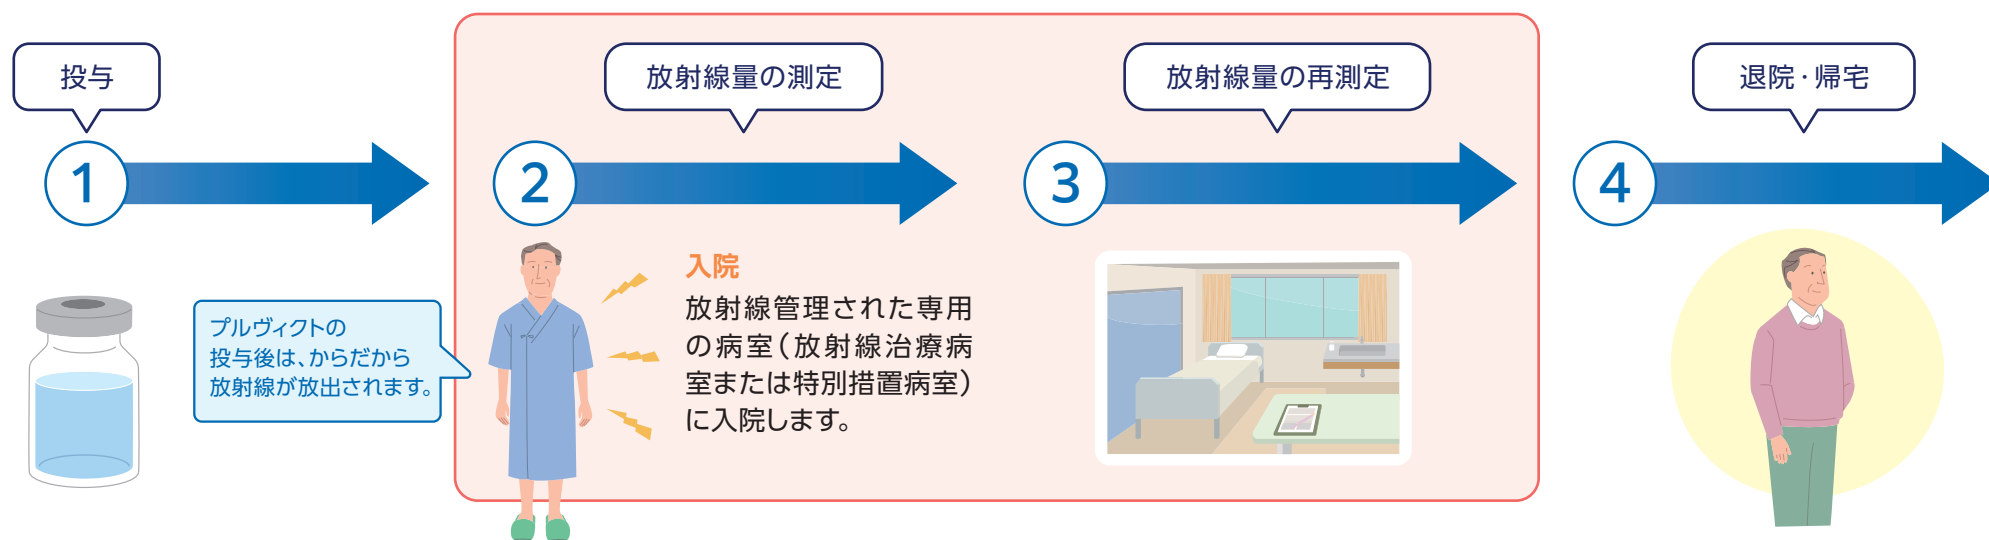 投与
放射線量の測定
放射線量の再測定
退院・帰宅
1
2
3
4
プルヴィクトの
投与後は、からだから
放射線が放出されます。
入院
放射線管理された専用
の病室(放射線治療病
室または特別措置病室)
に入院します。